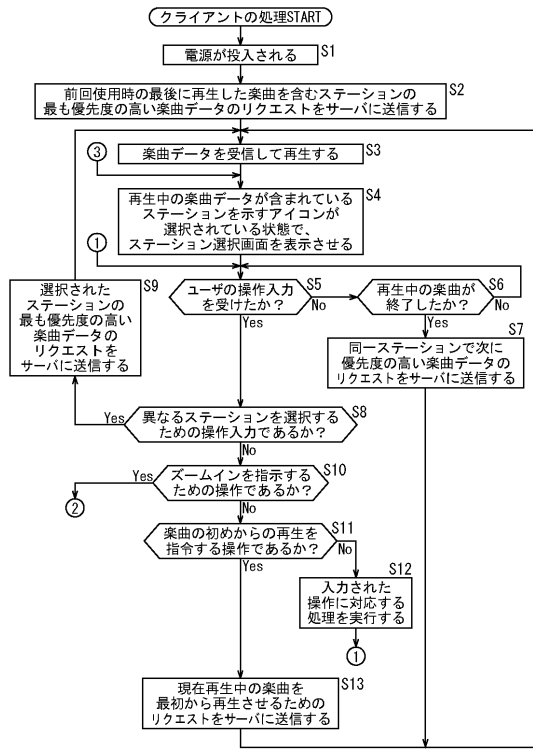 クライアントの処理START
電源が投入される
S1
前回使用時の最後に再生した楽曲を含むステーションの
最も優先度の高い楽曲データのリクエストをサーバに送信する
S2
楽曲データを受信して再生する
S3
③
再生中の楽曲データが含まれている
ステーションを示すアイコンが
選択されている状態で、
ステーション選択画面を表示させる
S4
①
ユーザの操作入力
を受けたか？
S5
No
Yes
再生中の楽曲が
終了したか？
S6
No
Yes
同一ステーションで次に
優先度の高い楽曲データの
リクエストをサーバに送信する
S7
異なるステーションを選択する
ための操作入力であるか？
S8
Yes
No
選択された
ステーションの
最も優先度の高い
楽曲データの
リクエストを
サーバに送信する
S9
ズームインを指示する
ための操作であるか？
S10
Yes
No
②
楽曲の初めからの再生を
指令する操作であるか？
S11
No
Yes
入力された
操作に対応する
処理を実行する
S12
①
現在再生中の楽曲を
最初から再生させるための
リクエストをサーバに送信する
S13